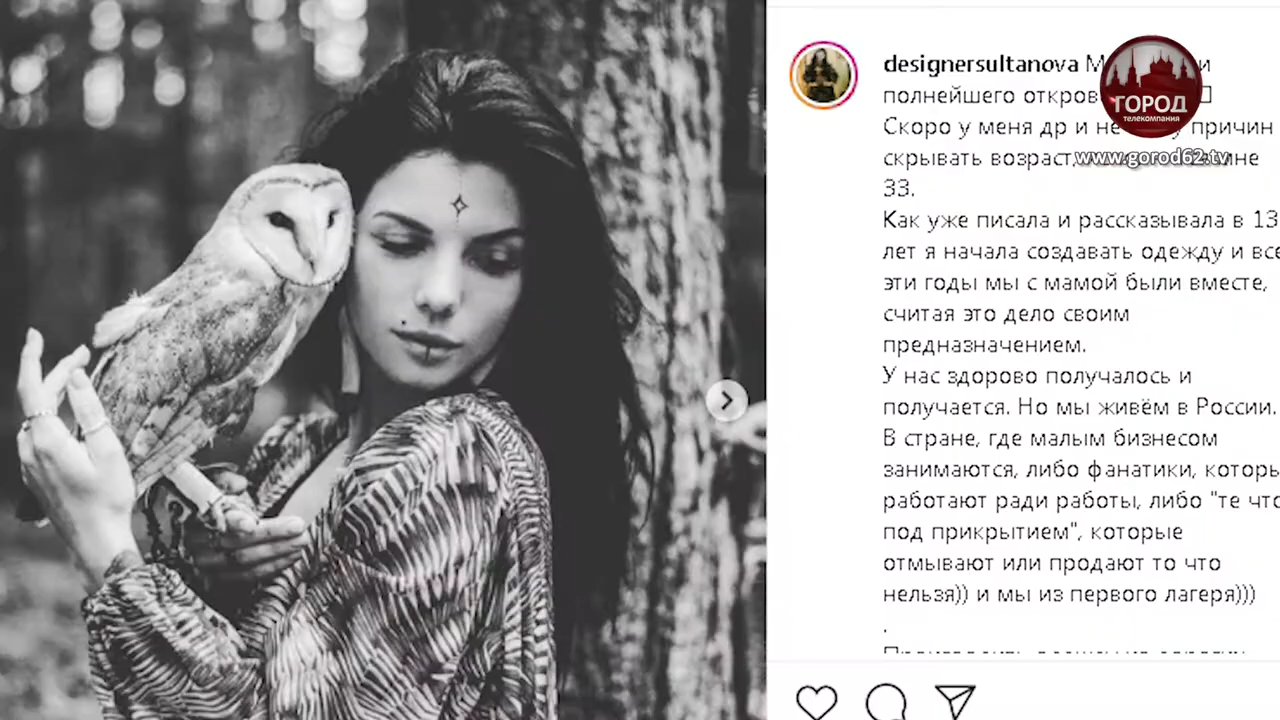 designersultanova М и
полнейшего откров
Скоро у меня др и не причин
скрывать возраст мне
33.
Как уже писала и рассказывала в 13
лет я начала создавать одежду и все
эти годы мы с мамой были вместе,
считая это дело своим
предназначением.
У нас здорово получалось и
получается. Но мы живём в России.
В стране, где малым бизнесом
занимаются, либо фанатики, которы
работают ради работы, либо "те что
под прикрытием", которые
отмывают или продают то что
нельзя)) и мы из первого лагеря)))
.
ГОРОД
телекомпания
www.gorod62.tv